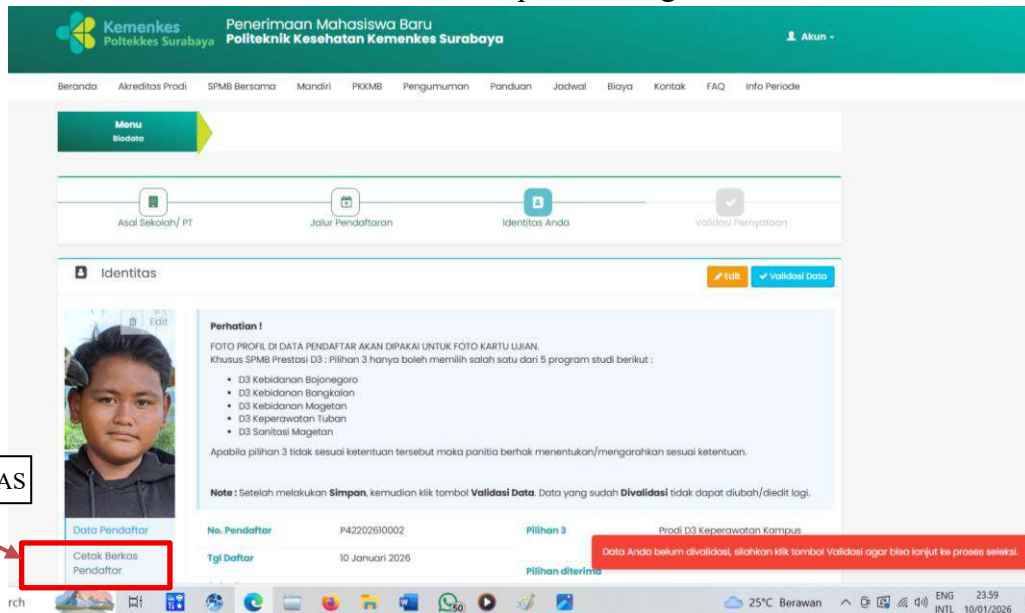 Kemenkes
Poltekkes Surabaya
Penerimaan Mahasiswa Baru
Politeknik Kesehatan Kemenkes Surabaya
Akun
Beranda Akreditas Prodi SPMB Bersama Mandiri PKKMB Pengumuman Panduan Jadwal Biaya Kontak FAQ Info Periode
Menu
Biodata
Asal Sekolah/ PT Jalur Pendaftaran Identitas Anda Validasi Pernyataan
Identitas
Edit Validasi Data
Edit
Perhatian !
FOTO PROFIL DI DATA PENDAFTAR AKAN DIPAKAI UNTUK FOTO KARTU UJIAN.
Khusus SPMB Prestasi D3 : Pilihan 3 hanya boleh memilih salah satu dari 5 program studi berikut :
• D3 Kebidanan Bojonegoro
• D3 Kebidanan Bangkalan
• D3 Kebidanan Magetan
• D3 Keperawatan Tuban
• D3 Sanitasi Magetan
Apabila pilihan 3 tidak sesuai ketentuan tersebut maka panitia berhak menentukan/mengarahkan sesuai ketentuan.
AS
Note : Setelah melakukan Simpan, kemudian klik tombol Validasi Data. Data yang sudah Divalidasi tidak dapat diubah/diedit lagi.
Data Pendaftar
Cetak Berkas
Pendaftar
No. Pendaftar P42202610002 Pilihan 3 Prodi D3 Keperawatan Kampus
Tgl Daftar 10 Januari 2026
Pilihan diterima
Data Anda belum divalidasi, silahkan klik tombol Validasi agar bisa lanjut ke proses seleksi.
rch
50
25°C Berawan
ENG
INTL
23.59
10/01/2026